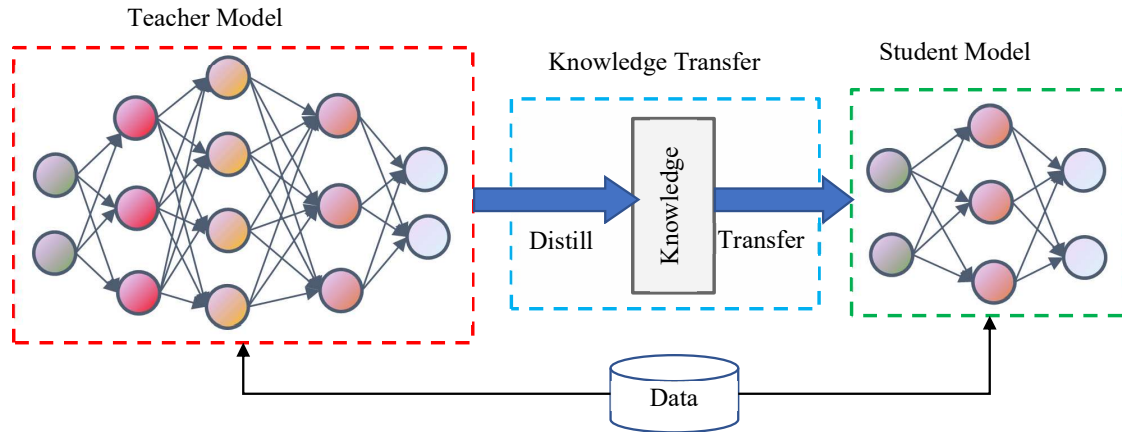 Teacher Model
Knowledge Transfer
Student Model
Distill
Knowledge
Transfer
Data